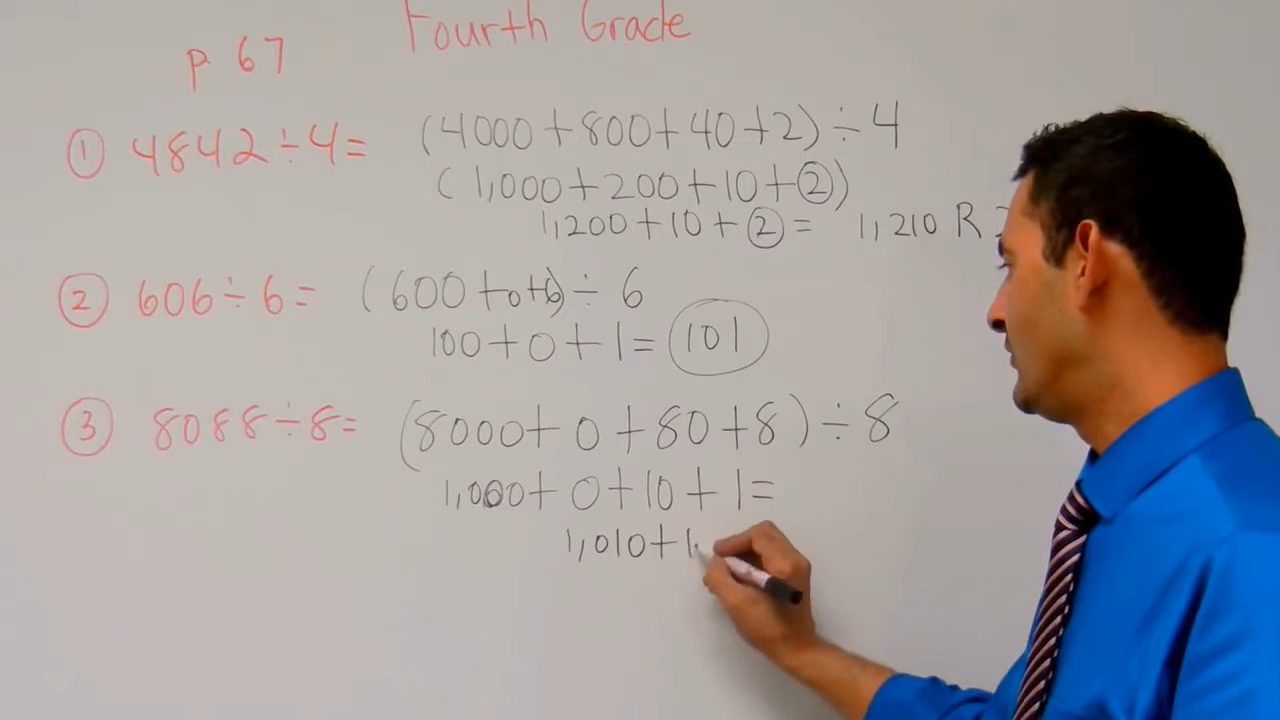 Fourth Grade
p 67
① 4842÷4= (4000+800+40+2)÷4
(1,000+200+10+②)
1,200+10+②= 1,210 R
② 606÷6= (600+0+6)÷6
100+0+1= 101
③ 8088÷8= (8000+0+80+8)÷8
1,000+0+10+1=
1,010+1